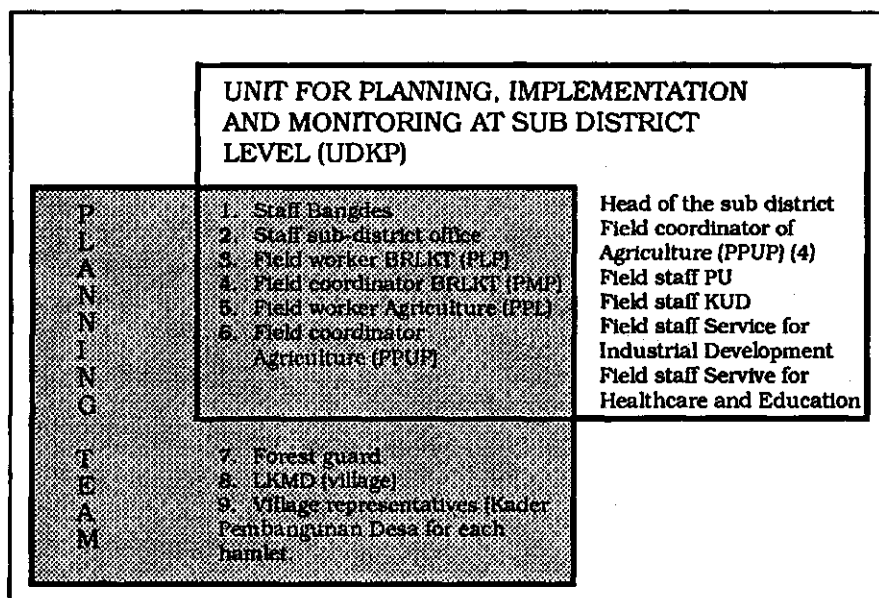 UNIT FOR PLANNING, IMPLEMENTATION
AND MONITORING AT SUB DISTRICT
LEVEL (UDKP)
PLANNING TEAM
1. Staff Bangdes
2. Staff sub-district office
3. Field worker BRLKT (PLP)
4. Field coordinator BRLKT (PMP)
5. Field worker Agriculture (PPL)
6. Field coordinator
Agriculture (PPUP)
7. Forest guard
8. LKMD (village)
9. Village representatives (Kader
Pembangunan Desa for each
hamlet.
Head of the sub district
Field coordinator of
Agriculture (PPUP) (4)
Field staff PU
Field staff KUD
Field staff Service for
Industrial Development
Field staff Servive for
Healthcare and Education